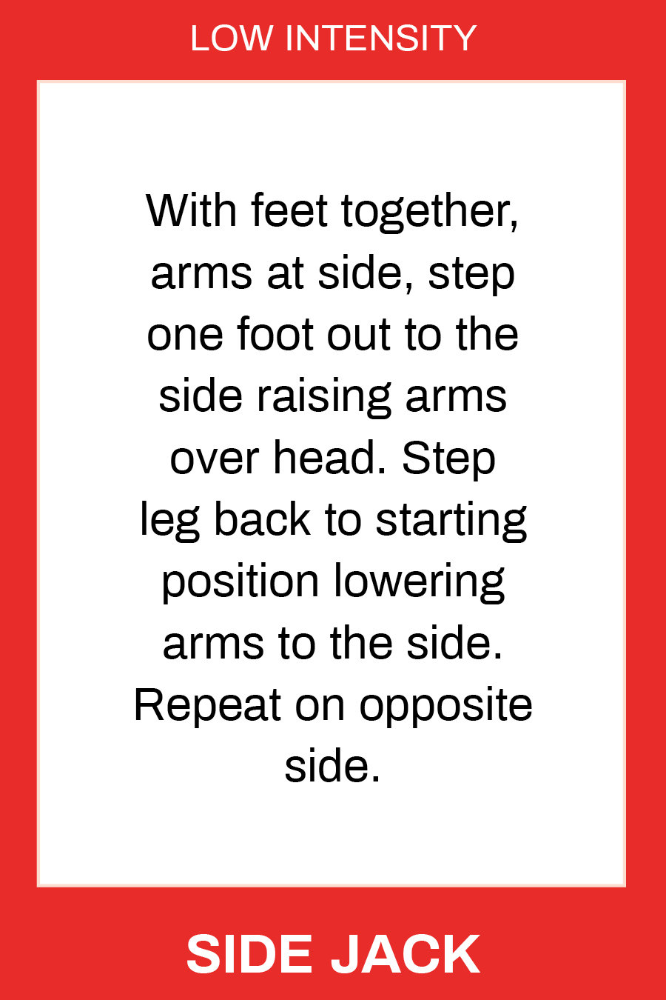 LOW INTENSITY
With feet together,
arms at side, step
one foot out to the
side raising arms
over head. Step
leg back to starting
position lowering
arms to the side.
Repeat on opposite
side.
SIDE JACK